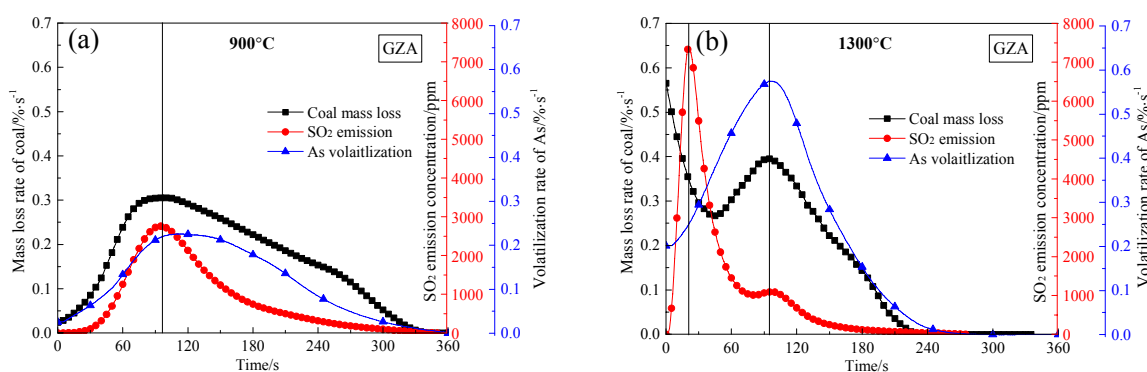 (a)
900°C
GZA
Coal mass loss
SO₂ emission
As volaitlization
Mass loss rate of coal/%·s⁻¹
0.7
0.6
0.5
0.4
0.3
0.2
0.1
0.0
0 60 120 180 240 300 360
Time/s
SO₂ emission concentration/ppm
8000
7000
6000
5000
4000
3000
2000
1000
0
Volatilization rate of As/%·s⁻¹
0.7
0.6
0.5
0.4
0.3
0.2
0.1
0.0
(b)
1300°C
GZA
Coal mass loss
SO₂ emission
As volaitlization
Mass loss rate of coal/%·s⁻¹
0.7
0.6
0.5
0.4
0.3
0.2
0.1
0.0
0 60 120 180 240 300 360
Time/s
SO₂ emission concentration/ppm
8000
7000
6000
5000
4000
3000
2000
1000
0
Volatilization rate of As/%·s⁻¹
0.7
0.6
0.5
0.4
0.3
0.2
0.1
0.0